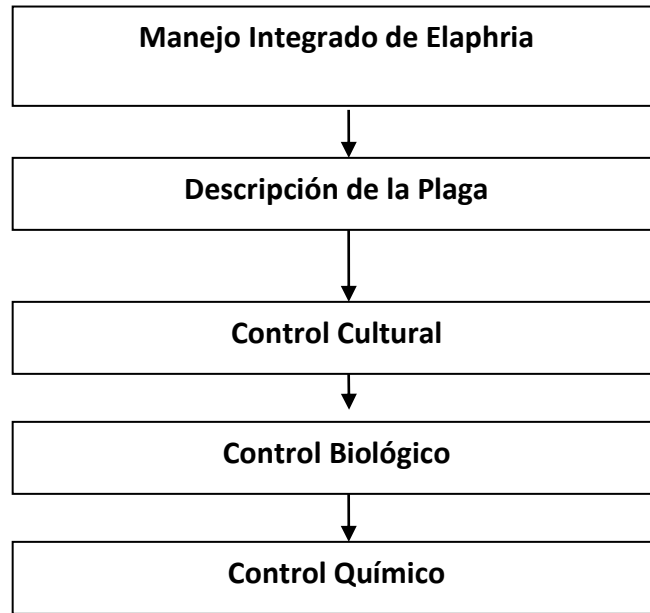 Manejo Integrado de Elaphria
Descripción de la Plaga
Control Cultural
Control Biológico
Control Químico